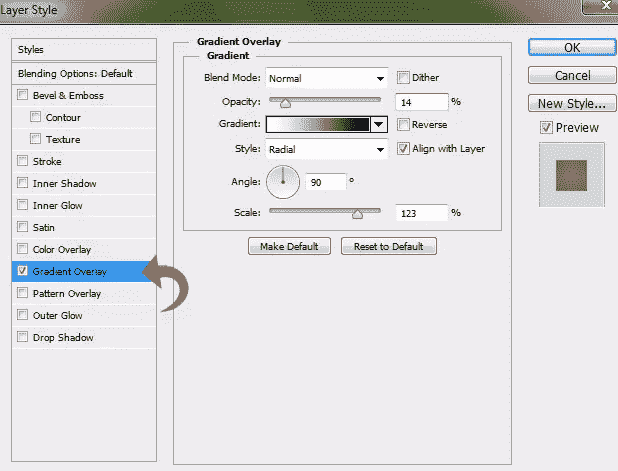 Layer Style
Styles
Blending Options: Default
Bevel & Emboss
Contour
Texture
Stroke
Inner Shadow
Inner Glow
Satin
Color Overlay
Gradient Overlay
Pattern Overlay
Outer Glow
Drop Shadow
Gradient Overlay
Gradient
Blend Mode: Normal Dither
Opacity: 14 %
Gradient: Reverse
Style: Radial Align with Layer
Angle: 90 °
Scale: 123 %
Make Default Reset to Default
OK
Cancel
New Style...
Preview